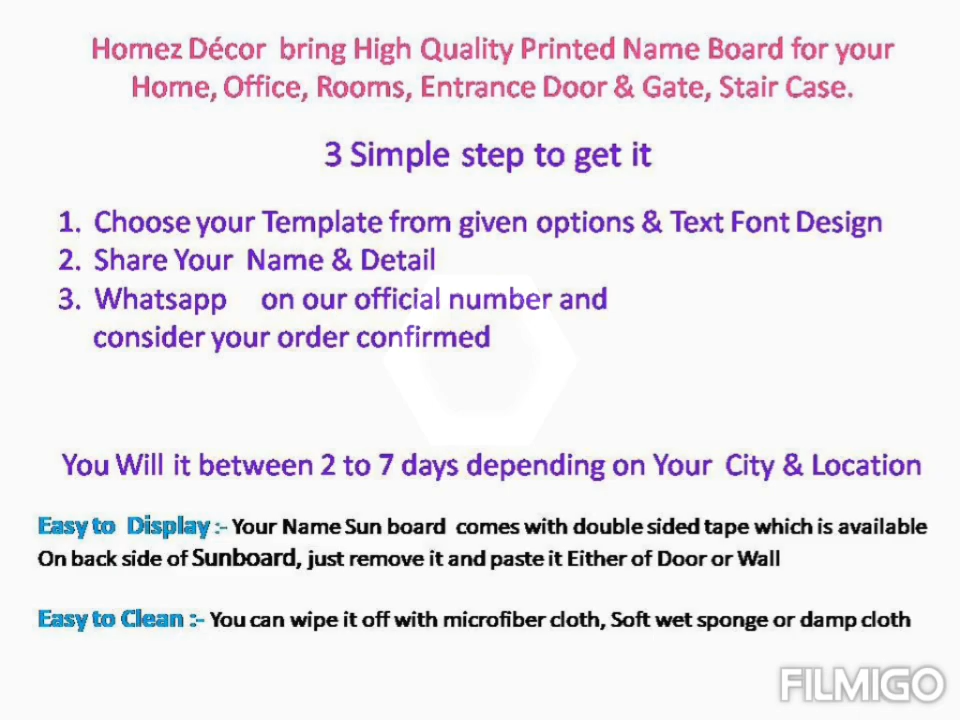 Homez Décor bring High Quality Printed Name Board for your
Home, Office, Rooms, Entrance Door & Gate, Stair Case.
3 Simple step to get it
1. Choose your Template from given options & Text Font Design
2. Share Your Name & Detail
3. Whatsapp on our official number and
consider your order confirmed
You Will it between 2 to 7 days depending on Your City & Location
Easy to Display :- Your Name Sun board comes with double sided tape which is available
On back side of Sunboard, just remove it and paste it Either of Door or Wall
Easy to Clean :- You can wipe it off with microfiber cloth, Soft wet sponge or damp cloth
FILMIGO